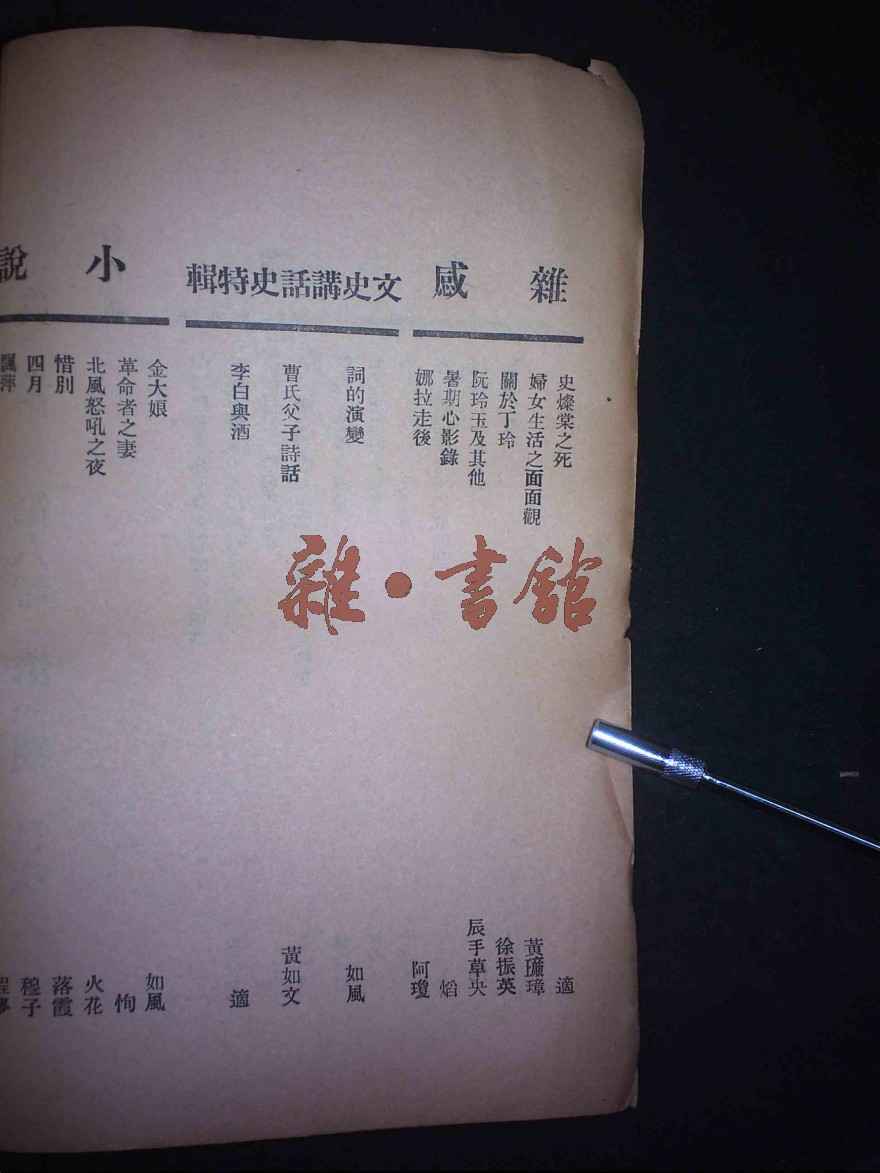 雜感
史燦棠之死　適
婦女生活之面面觀　黃璋
關於丁玲　徐振英
阮玲玉及其他　辰手草央
暑期心影錄　焰
娜拉走後　阿瓊
文史講話史特輯
詞的演變　如風
曹氏父子詩話　黃如文
李白與酒　適
小說
金大娘　如風
革命者之妻　恂
北風怒吼之夜　火花
惜別　落霞
四月　穆子
飄萍
雜·書館